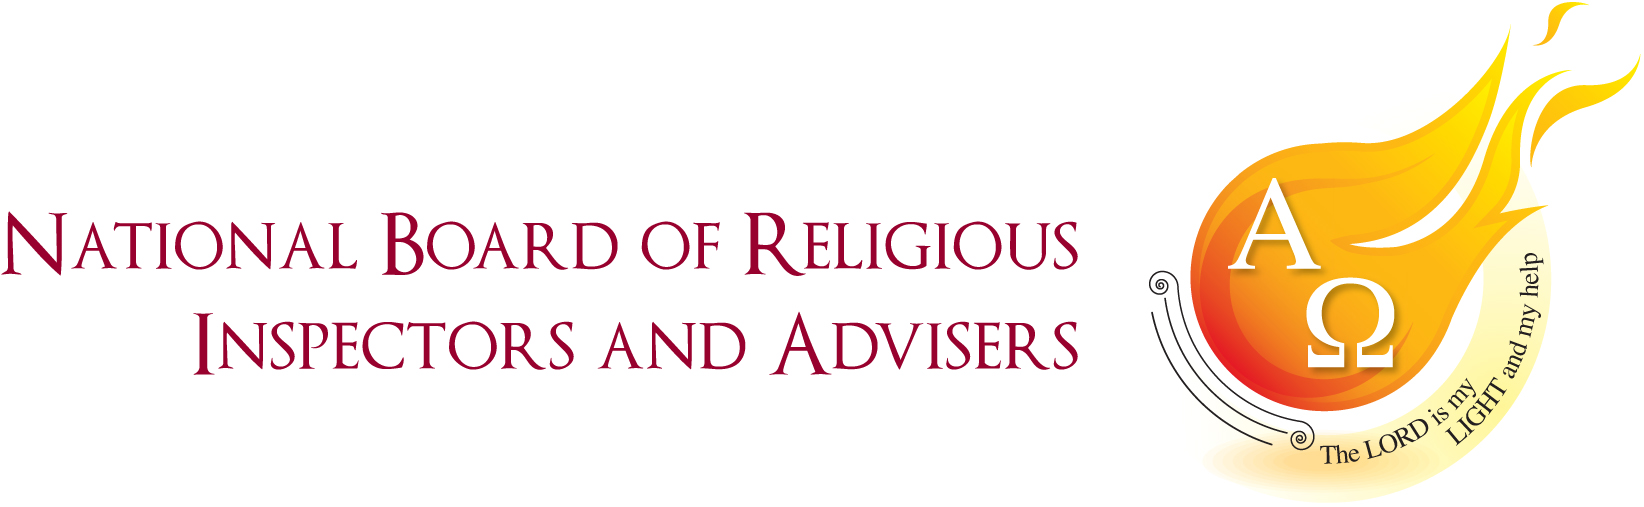 NATIONAL BOARD OF RELIGIOUS
INSPECTORS AND ADVISERS
Α
Ω
The LORD is my
LIGHT and my help